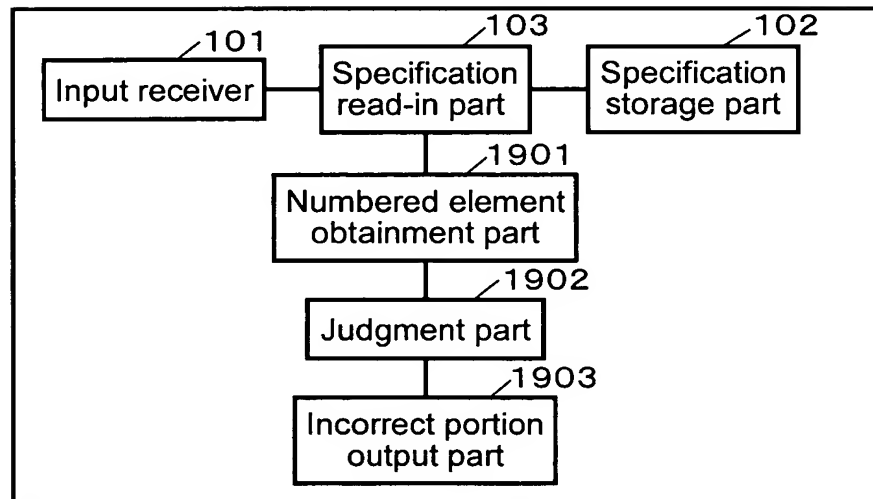 101
103
102
Input receiver
Specification
read-in part
Specification
storage part
1901
Numbered element
obtainment part
1902
Judgment part
1903
Incorrect portion
output part